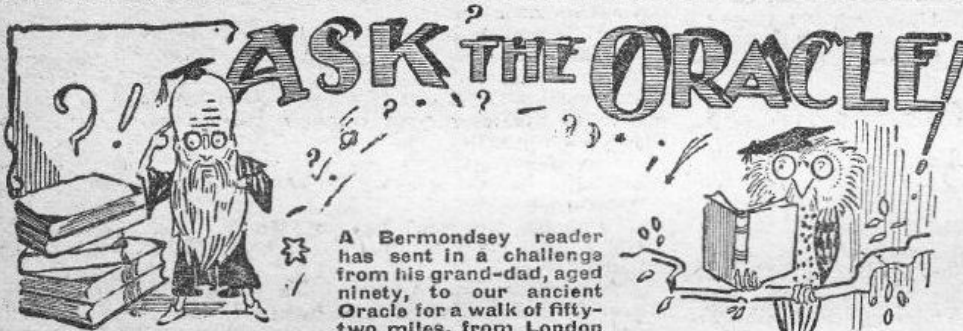 ASK THE ORACLE!
A Bermondsey reader
has sent in a challenge
from his grand-dad, aged
ninety, to our ancient
Oracle for a walk of fifty-
two miles, from London